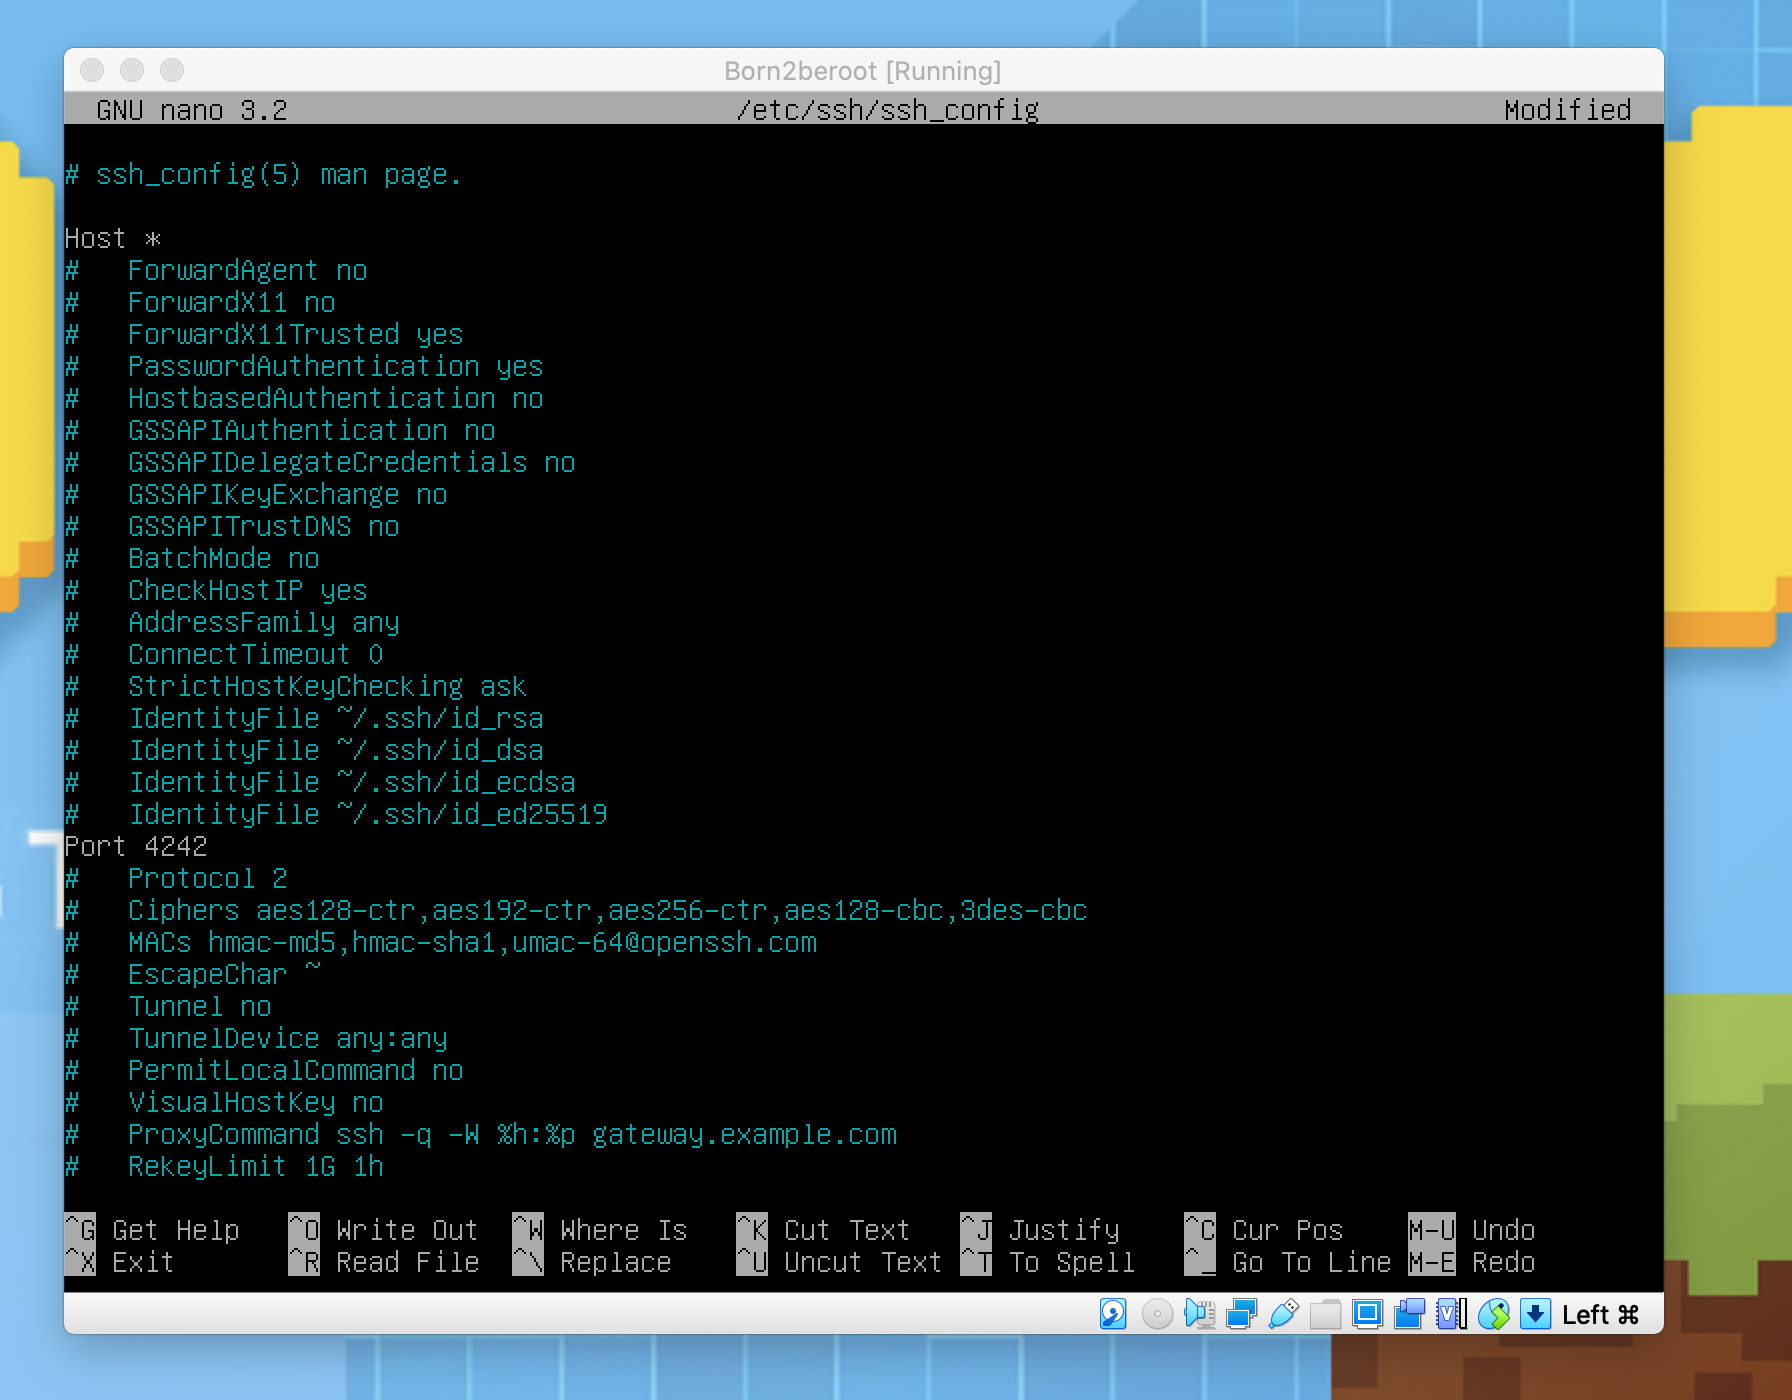 Born2beroot [Running]
GNU nano 3.2 /etc/ssh/ssh_config Modified
# ssh_config(5) man page.
Host *
#   ForwardAgent no
#   ForwardX11 no
#   ForwardX11Trusted yes
#   PasswordAuthentication yes
#   HostbasedAuthentication no
#   GSSAPIAuthentication no
#   GSSAPIDelegateCredentials no
#   GSSAPIKeyExchange no
#   GSSAPITrustDNS no
#   BatchMode no
#   CheckHostIP yes
#   AddressFamily any
#   ConnectTimeout 0
#   StrictHostKeyChecking ask
#   IdentityFile ~/.ssh/id_rsa
#   IdentityFile ~/.ssh/id_dsa
#   IdentityFile ~/.ssh/id_ecdsa
#   IdentityFile ~/.ssh/id_ed25519
Port 4242
#   Protocol 2
#   Ciphers aes128-ctr,aes192-ctr,aes256-ctr,aes128-cbc,3des-cbc
#   MACs hmac-md5,hmac-sha1,umac-64@openssh.com
#   EscapeChar ~
#   Tunnel no
#   TunnelDevice any:any
#   PermitLocalCommand no
#   VisualHostKey no
#   ProxyCommand ssh -q -W %h:%p gateway.example.com
#   RekeyLimit 1G 1h
^G Get Help ^O Write Out ^W Where Is ^K Cut Text ^J Justify ^C Cur Pos M-U Undo
^X Exit ^R Read File ^\ Replace ^U Uncut Text ^T To Spell ^_ Go To Line M-E Redo
Left ⌘